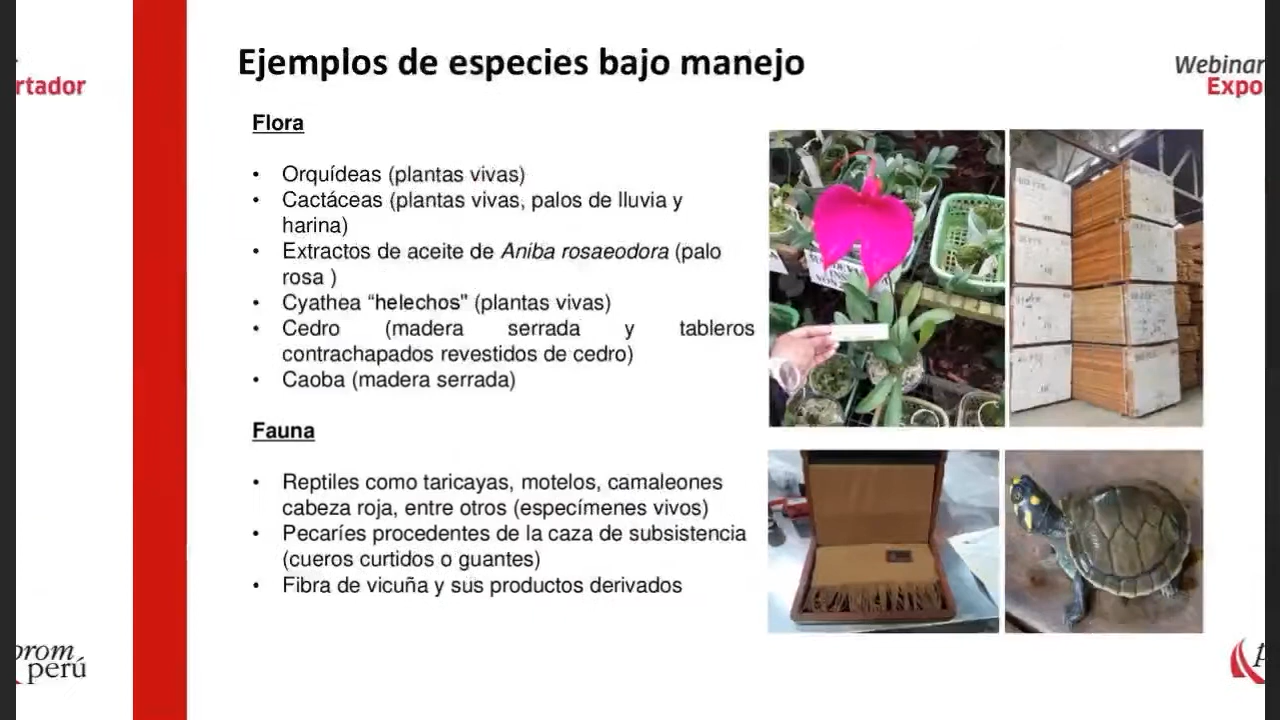 Ejemplos de especies bajo manejo
rtador
Webinar
Expo
Flora
• Orquídeas (plantas vivas)
• Cactáceas (plantas vivas, palos de lluvia y
harina)
• Extractos de aceite de Aniba rosaeodora (palo
rosa )
• Cyathea “helechos” (plantas vivas)
• Cedro (madera serrada y tableros
contrachapados revestidos de cedro)
• Caoba (madera serrada)
Fauna
• Reptiles como taricayas, motelos, camaleones
cabeza roja, entre otros (especímenes vivos)
• Pecaríes procedentes de la caza de subsistencia
(cueros curtidos o guantes)
• Fibra de vicuña y sus productos derivados
prom
perú
p